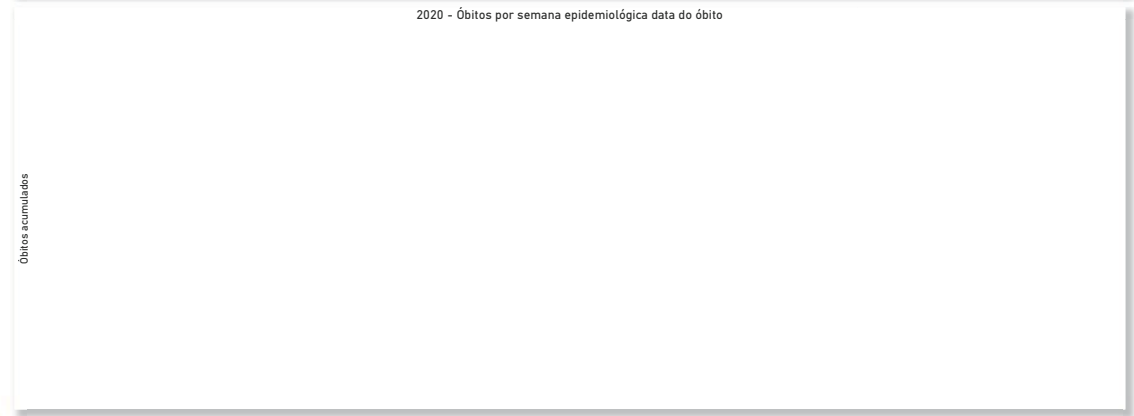 2020 - Óbitos por semana epidemiológica data do óbito
Óbitos acumulados